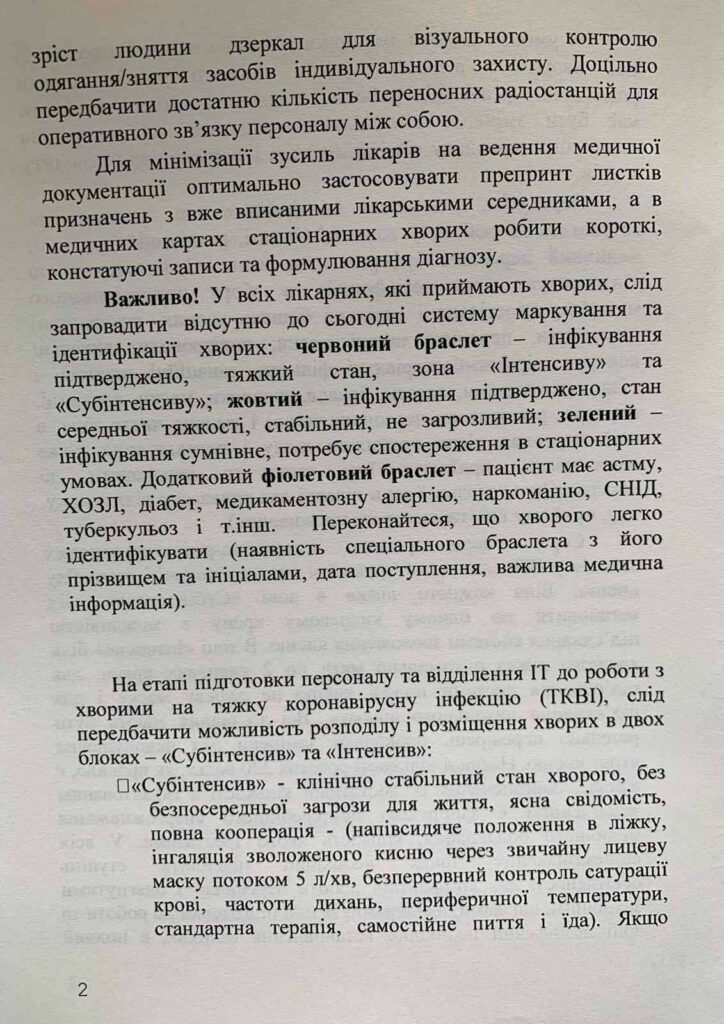 зріст людини дзеркал для візуального контролю
одягання/зняття засобів індивідуального захисту. Доцільно
передбачити достатню кількість переносних радіостанцій для
оперативного зв’язку персоналу між собою.
Для мінімізації зусиль лікарів на ведення медичної
документації оптимально застосовувати препринт листків
призначень з вже вписаними лікарськими середниками, а в
медичних картах стаціонарних хворих робити короткі,
констатуючі записи та формулювання діагнозу.
Важливо! У всіх лікарнях, які приймають хворих, слід
запровадити відсутню до сьогодні систему маркування та
ідентифікації хворих: червоний браслет – інфікування
підтверджено, тяжкий стан, зона «Інтенсиву» та
«Субінтенсиву»; жовтий – інфікування підтверджено, стан
середньої тяжкості, стабільний, не загрозливий; зелений –
інфікування сумнівне, потребує спостереження в стаціонарних
умовах. Додатковий фіолетовий браслет – пацієнт має астму,
ХОЗЛ, діабет, медикаментозну алергію, наркоманію, СНІД,
туберкульоз і т.інш. Переконайтеся, що хворого легко
ідентифікувати (наявність спеціального браслета з його
прізвищем та ініціалами, дата поступлення, важлива медична
інформація).
На етапі підготовки персоналу та відділення ІТ до роботи з
хворими на тяжку коронавірусну інфекцію (ТКВІ), слід
передбачити можливість розподілу і розміщення хворих в двох
блоках – «Субінтенсив» та «Інтенсив»:
□«Субінтенсив» - клінічно стабільний стан хворого, без
безпосередньої загрози для життя, ясна свідомість,
повна кооперація - (напівсидяче положення в ліжку,
інгаляція зволоженого кисню через звичайну лицеву
маску потоком 5 л/хв, безперервний контроль сатурації
крові, частоти дихань, периферичної температури,
стандартна терапія, самостійне пиття і їда). Якщо
2